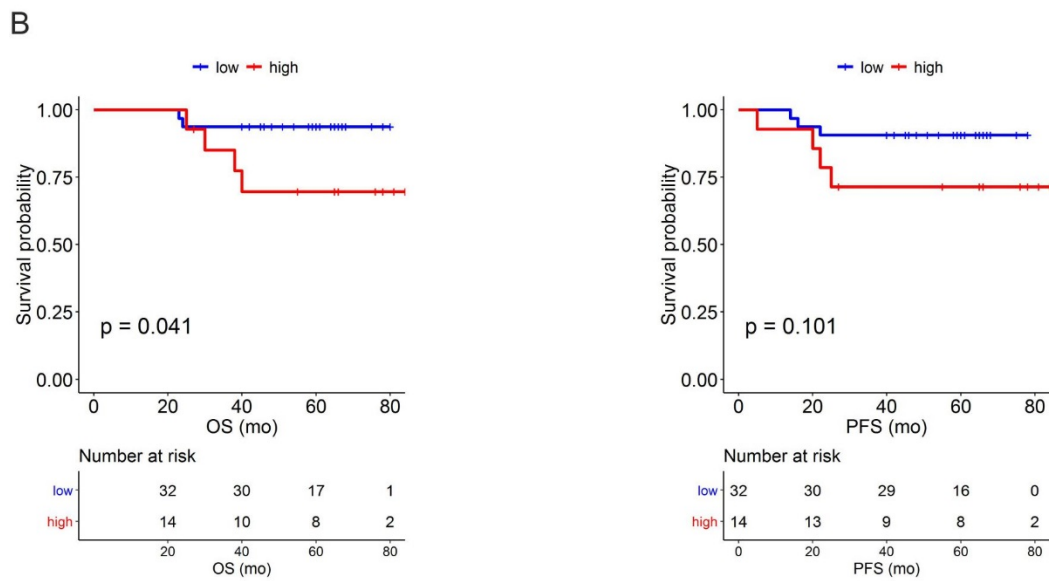 B
low high
1.00
0.75
0.50
0.25
0.00
Survival probability
p = 0.041
0 20 40 60 80
OS (mo)
Number at risk
low 32 30 17 1
high 14 10 8 2
20 40 60 80
OS (mo)
low high
1.00
0.75
0.50
0.25
0.00
Survival probability
p = 0.101
0 20 40 60 80
PFS (mo)
Number at risk
low 32 30 29 16 0
high 14 13 9 8 2
0 20 40 60 80
PFS (mo)